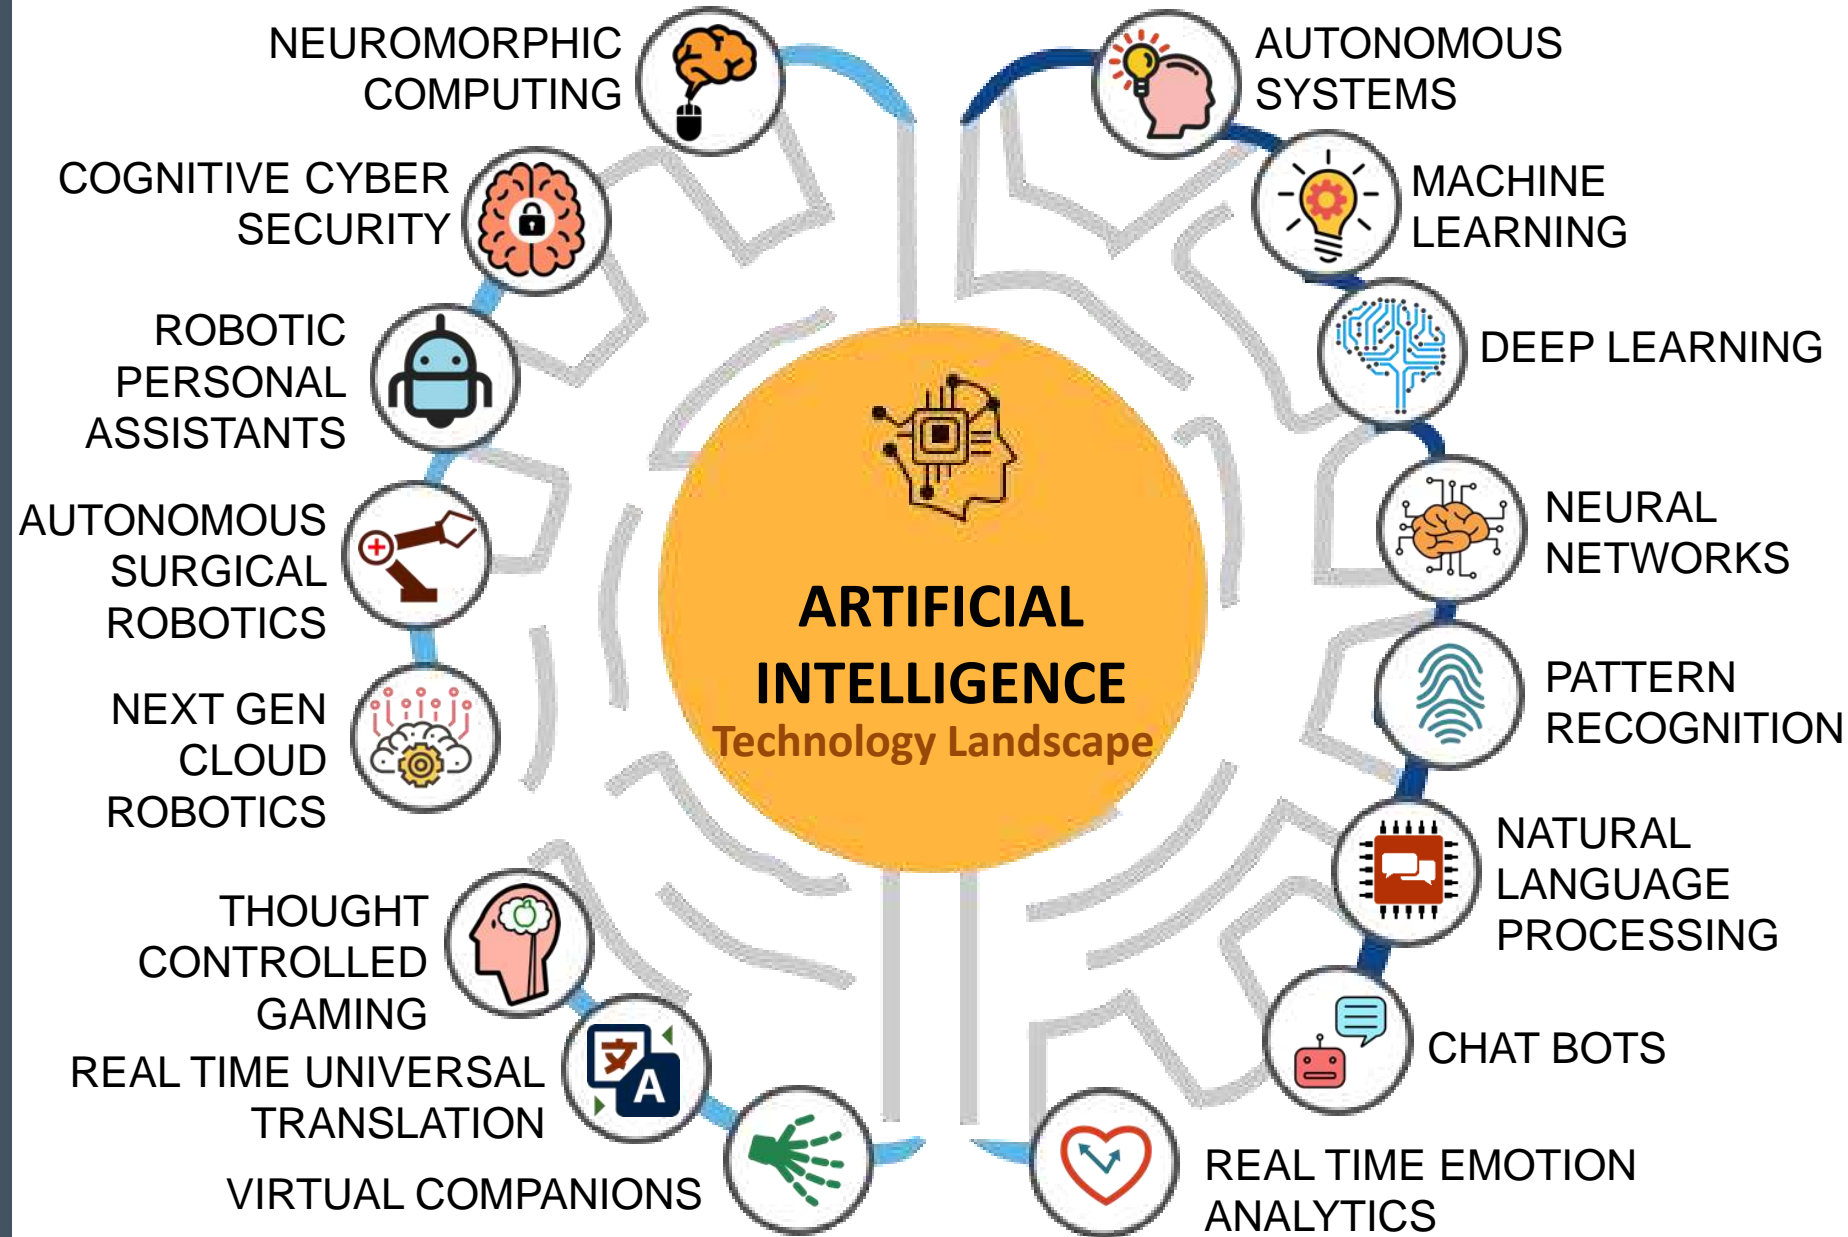 NEUROMORPHIC
COMPUTING
COGNITIVE CYBER
SECURITY
ROBOTIC
PERSONAL
ASSISTANTS
AUTONOMOUS
SURGICAL
ROBOTICS
NEXT GEN
CLOUD
ROBOTICS
THOUGHT
CONTROLLED
GAMING
REAL TIME UNIVERSAL
TRANSLATION
文
A
VIRTUAL COMPANIONS
ARTIFICIAL
INTELLIGENCE
Technology Landscape
AUTONOMOUS
SYSTEMS
MACHINE
LEARNING
DEEP LEARNING
NEURAL
NETWORKS
PATTERN
RECOGNITION
NATURAL
LANGUAGE
PROCESSING
CHAT BOTS
REAL TIME EMOTION
ANALYTICS